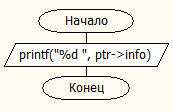 Начало
printf("%d ", ptr->info)
Конец